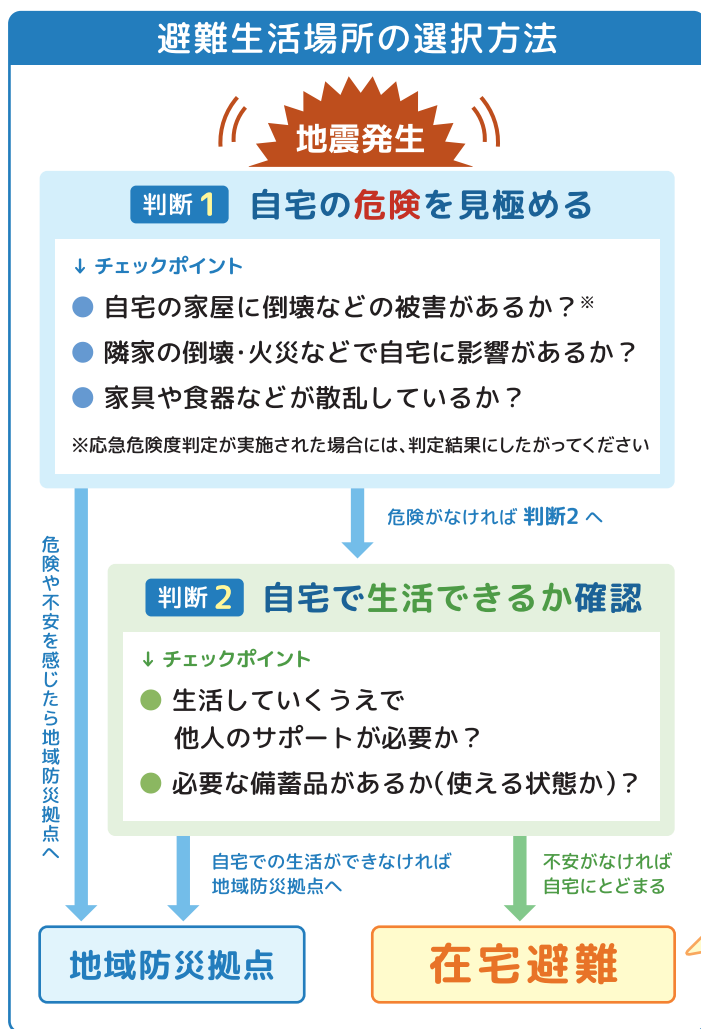 避難生活場所の選択方法
地震発生
判断1 自宅の危険を見極める
↓ チェックポイント
● 自宅の家屋に倒壊などの被害があるか？※
● 隣家の倒壊・火災などで自宅に影響があるか？
● 家具や食器などが散乱しているか？
※応急危険度判定が実施された場合には、判定結果にしたがってください
危険がなければ 判断2 へ
危険や不安を感じたら地域防災拠点へ
判断2 自宅で生活できるか確認
↓ チェックポイント
● 生活していくうえで
他人のサポートが必要か？
● 必要な備蓄品があるか（使える状態か）？
自宅での生活ができなければ
地域防災拠点へ
不安がなければ
自宅にとどまる
地域防災拠点
在宅避難